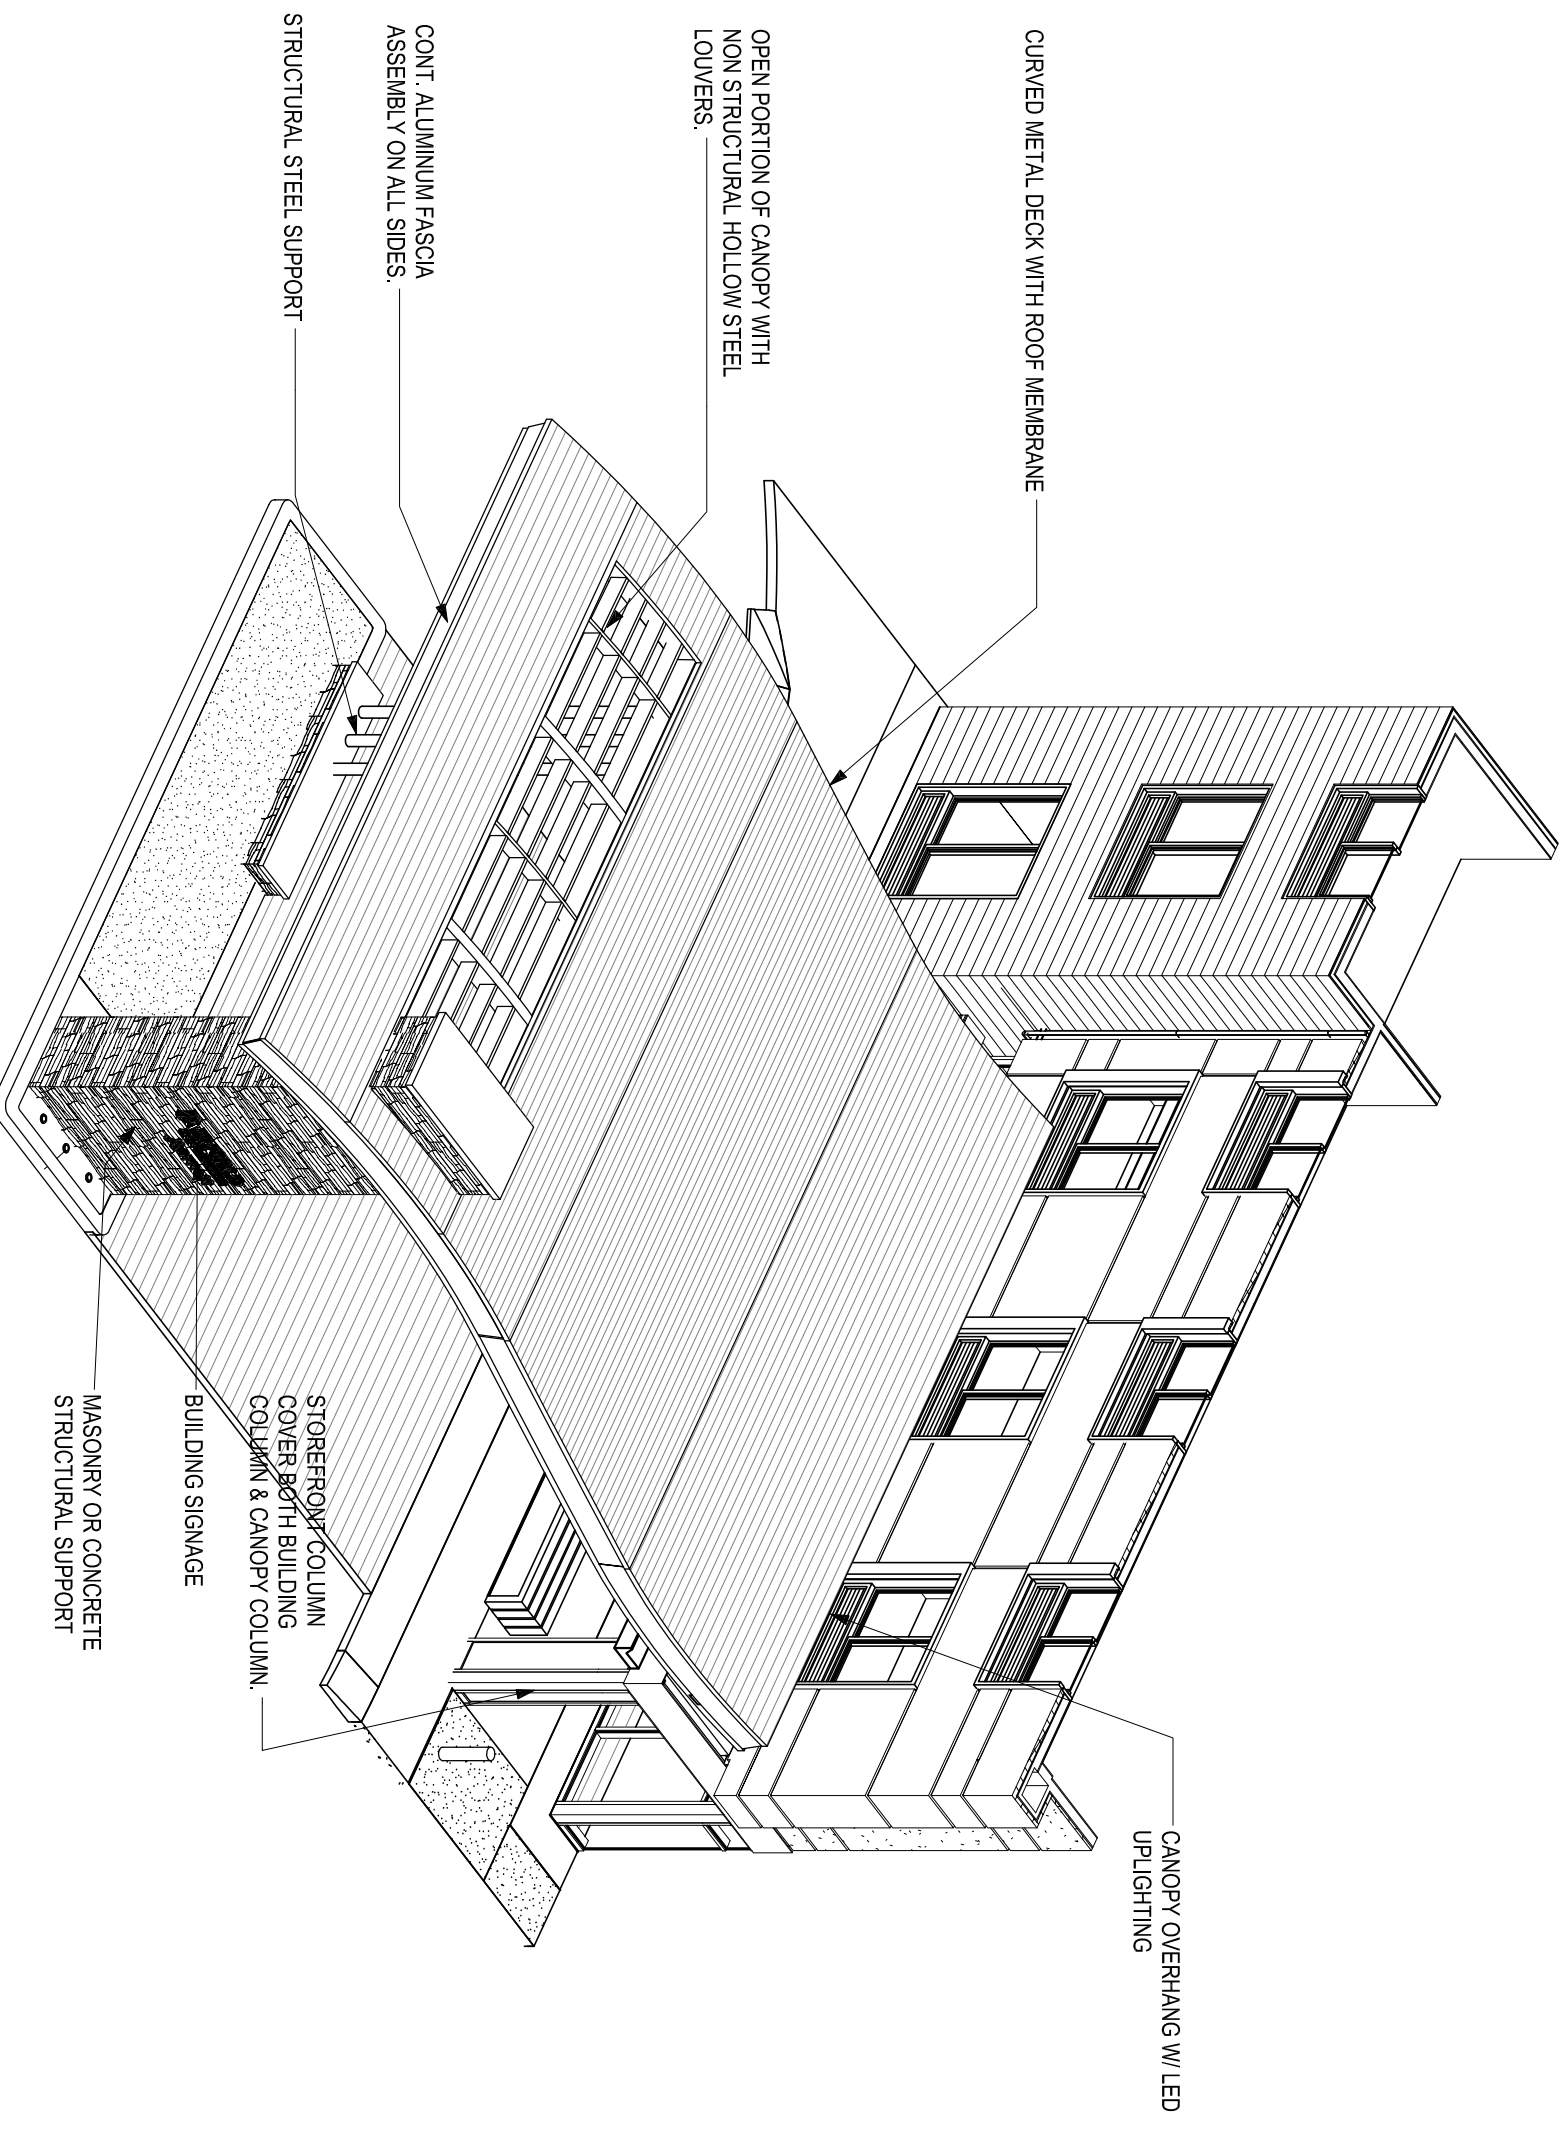 CURVED METAL DECK WITH ROOF MEMBRANE
OPEN PORTION OF CANOPY WITH
NON STRUCTURAL HOLLOW STEEL
LOUVERS.
CONT. ALUMINUM FASCIA
ASSEMBLY ON ALL SIDES.
STRUCTURAL STEEL SUPPORT
CANOPY OVERHANG W/ LED
UPLIGHTING
STOREFRONT COLUMN
COVER BOTH BUILDING
COLUMN & CANOPY COLUMN.
BUILDING SIGNAGE
MASONRY OR CONCRETE
STRUCTURAL SUPPORT